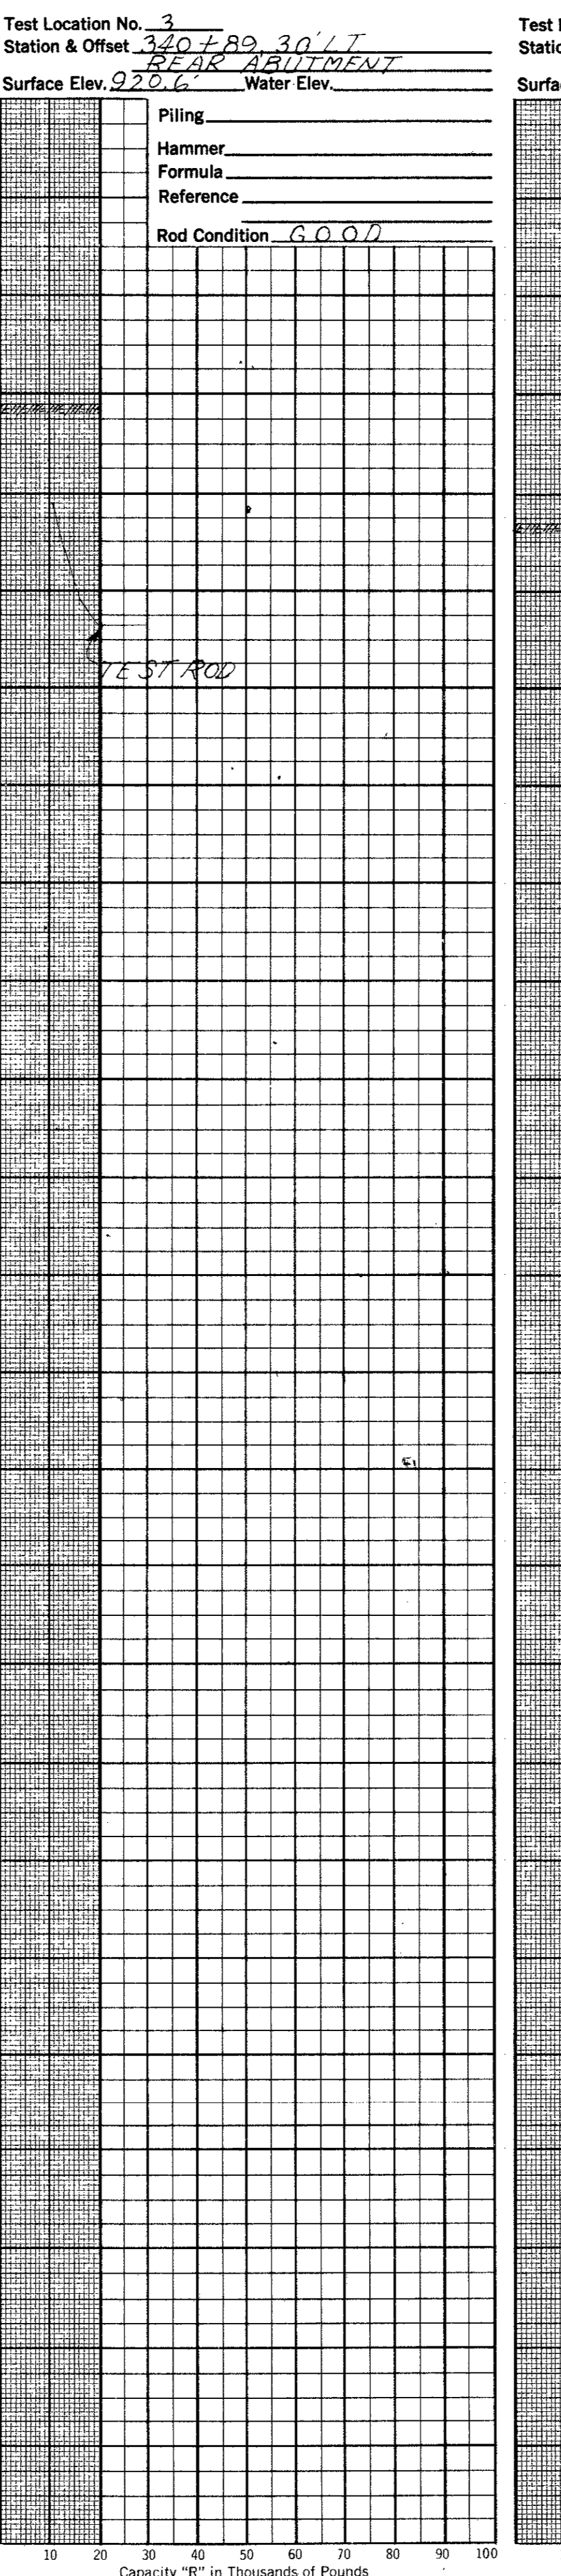 Test Location No. 3
Station & Offset 340+89, 30' LT
REAR ABUTMENT
Surface Elev. 920.6' Water Elev.
Piling
Hammer
Formula
Reference
Rod Condition GOOD
TEST ROD
10 20 30 40 50 60 70 80 90 100
Capacity "R" in Thousands of Pounds
Test